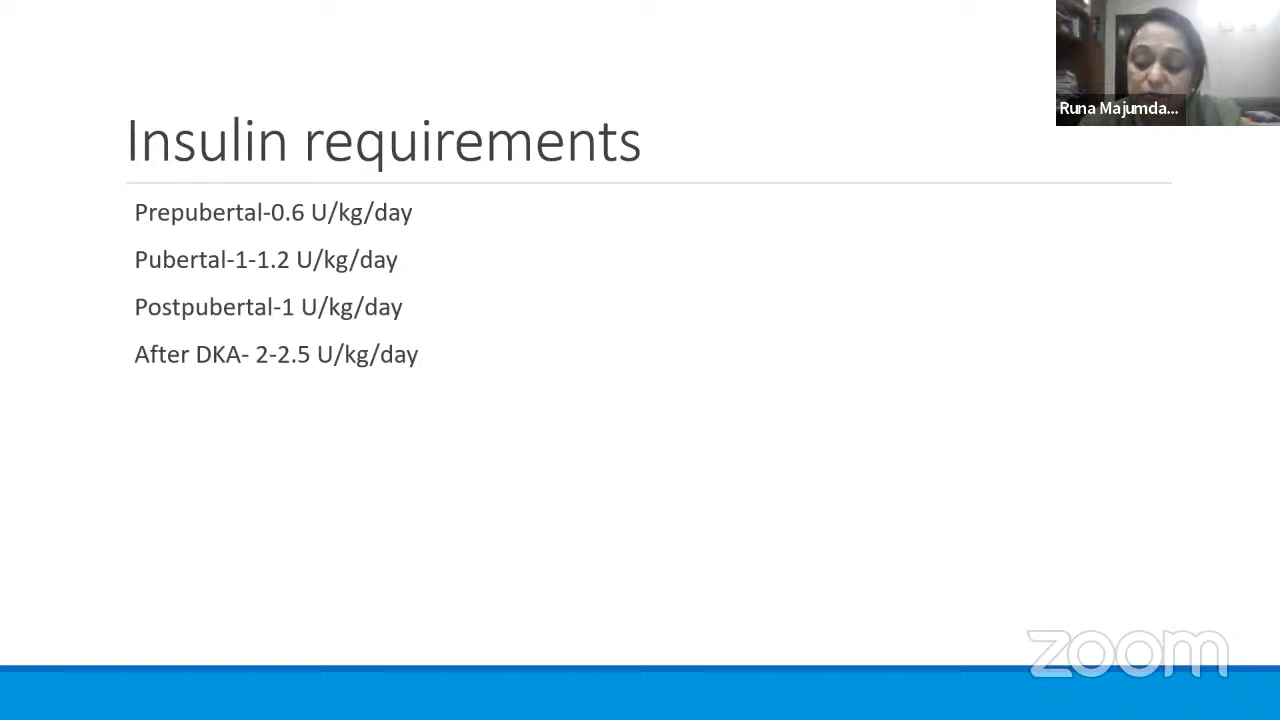 Runa Majumda...
Insulin requirements
Prepubertal-0.6 U/kg/day
Pubertal-1-1.2 U/kg/day
Postpubertal-1 U/kg/day
After DKA- 2-2.5 U/kg/day
zoom